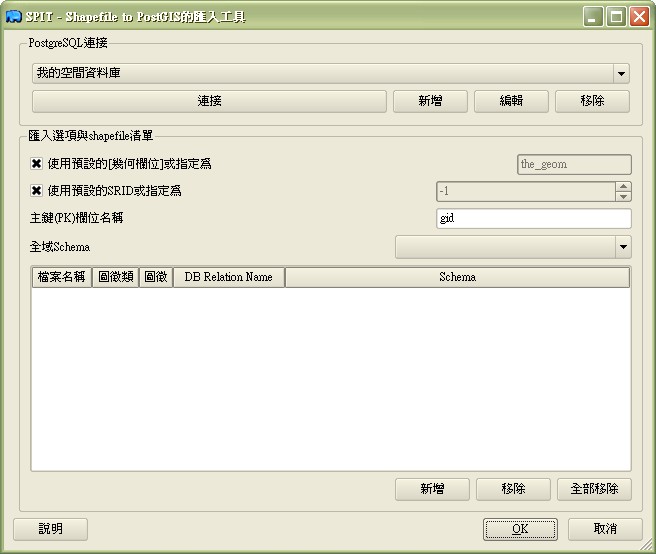 SPIT - Shapefile to PostGIS的匯入工具
PostgreSQL連接
我的空間資料庫
連接 新增 編輯 移除
匯入選項與shapefile清單
使用預設的[幾何欄位]或指定為 the_geom
使用預設的SRID或指定為 -1
主鍵(PK)欄位名稱 gid
全域Schema
檔案名稱 圖徵類 圖徵 DB Relation Name Schema
新增 移除 全部移除
說明 OK 取消